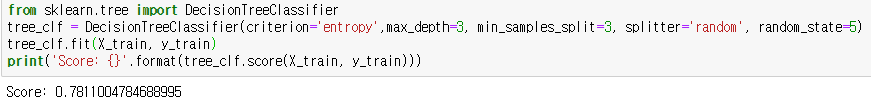 from sklearn.tree import DecisionTreeClassifier
tree_clf = DecisionTreeClassifier(criterion='entropy',max_depth=3, min_samples_split=3, splitter='random', random_state=5)
tree_clf.fit(X_train, y_train)
print('Score: {}'.format(tree_clf.score(X_train, y_train)))
Score: 0.7811004784688995